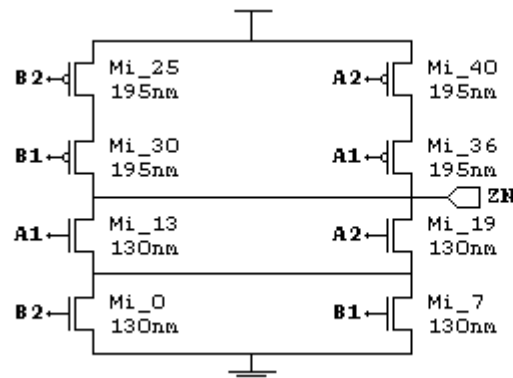 B2 Mi_25 195nm
A2 Mi_40 195nm
B1 Mi_30 195nm
A1 Mi_36 195nm
ZN
A1 Mi_13 130nm
A2 Mi_19 130nm
B2 Mi_0 130nm
B1 Mi_7 130nm